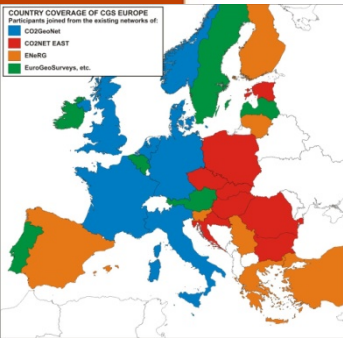 COUNTRY COVERAGE OF CGS EUROPE
Participants joined from the existing networks of:
CO2GeoNet
CO2NET EAST
ENeRG
EuroGeoSurveys, etc.